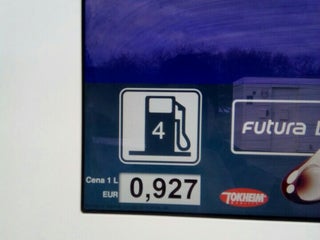 4
Futura
Cena 1 L
EUR 0,927
TOKHEIM